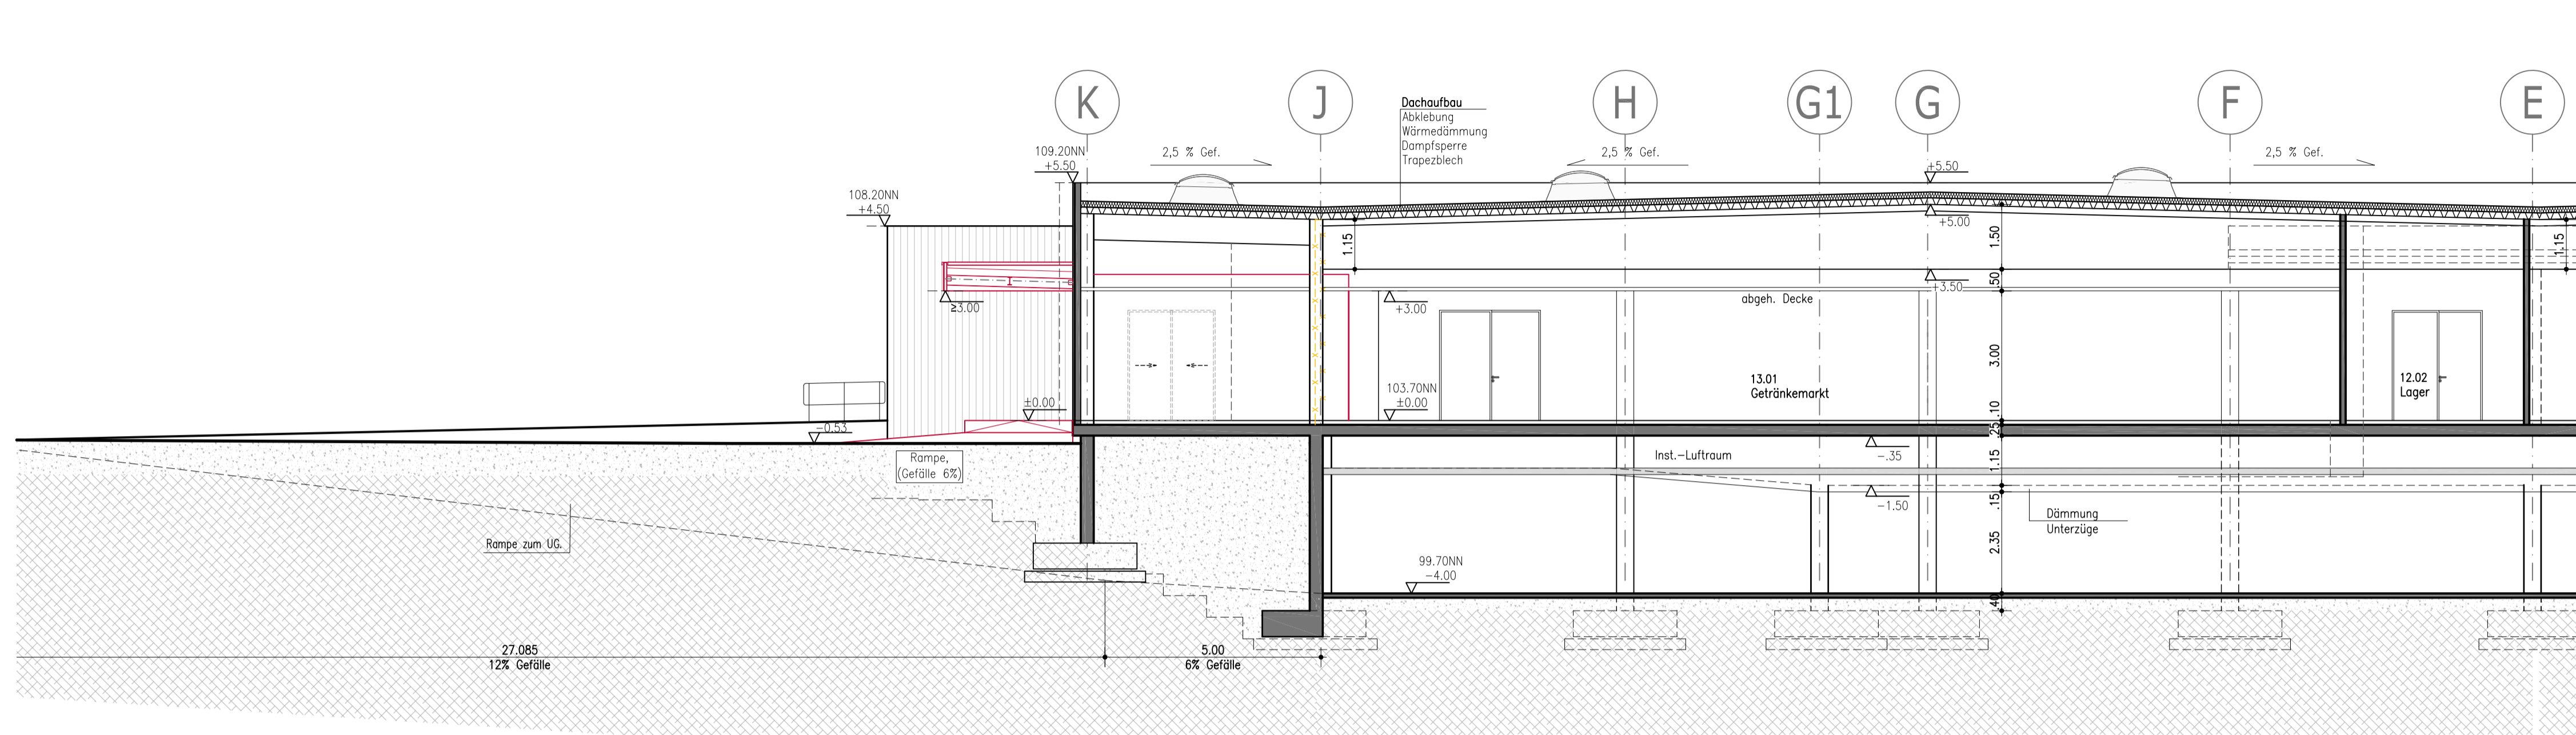 K
J
H
G1
G
F
E
Dachaufbau
Abklebung
Wärmedämmung
Dampfsperre
Trapezblech
109.20NN
+5.50
2,5 % Gef.
2,5 % Gef.
+5.50
2,5 % Gef.
108.20NN
+4.50
+5.00
1.15
1.50
1.15
≥3.00
+3.00
abgeh. Decke
+3.50
.50
3.00
103.70NN
±0.00
±0.00
13.01
Getränkemarkt
12.02
Lager
−0.53
.10
.25
Rampe,
(Gefälle 6%)
Inst.−Luftraum
−.35
1.15
−1.50
.15
Dämmung
Unterzüge
Rampe zum UG.
2.35
99.70NN
−4.00
.40
27.085
12% Gefälle
5.00
6% Gefälle